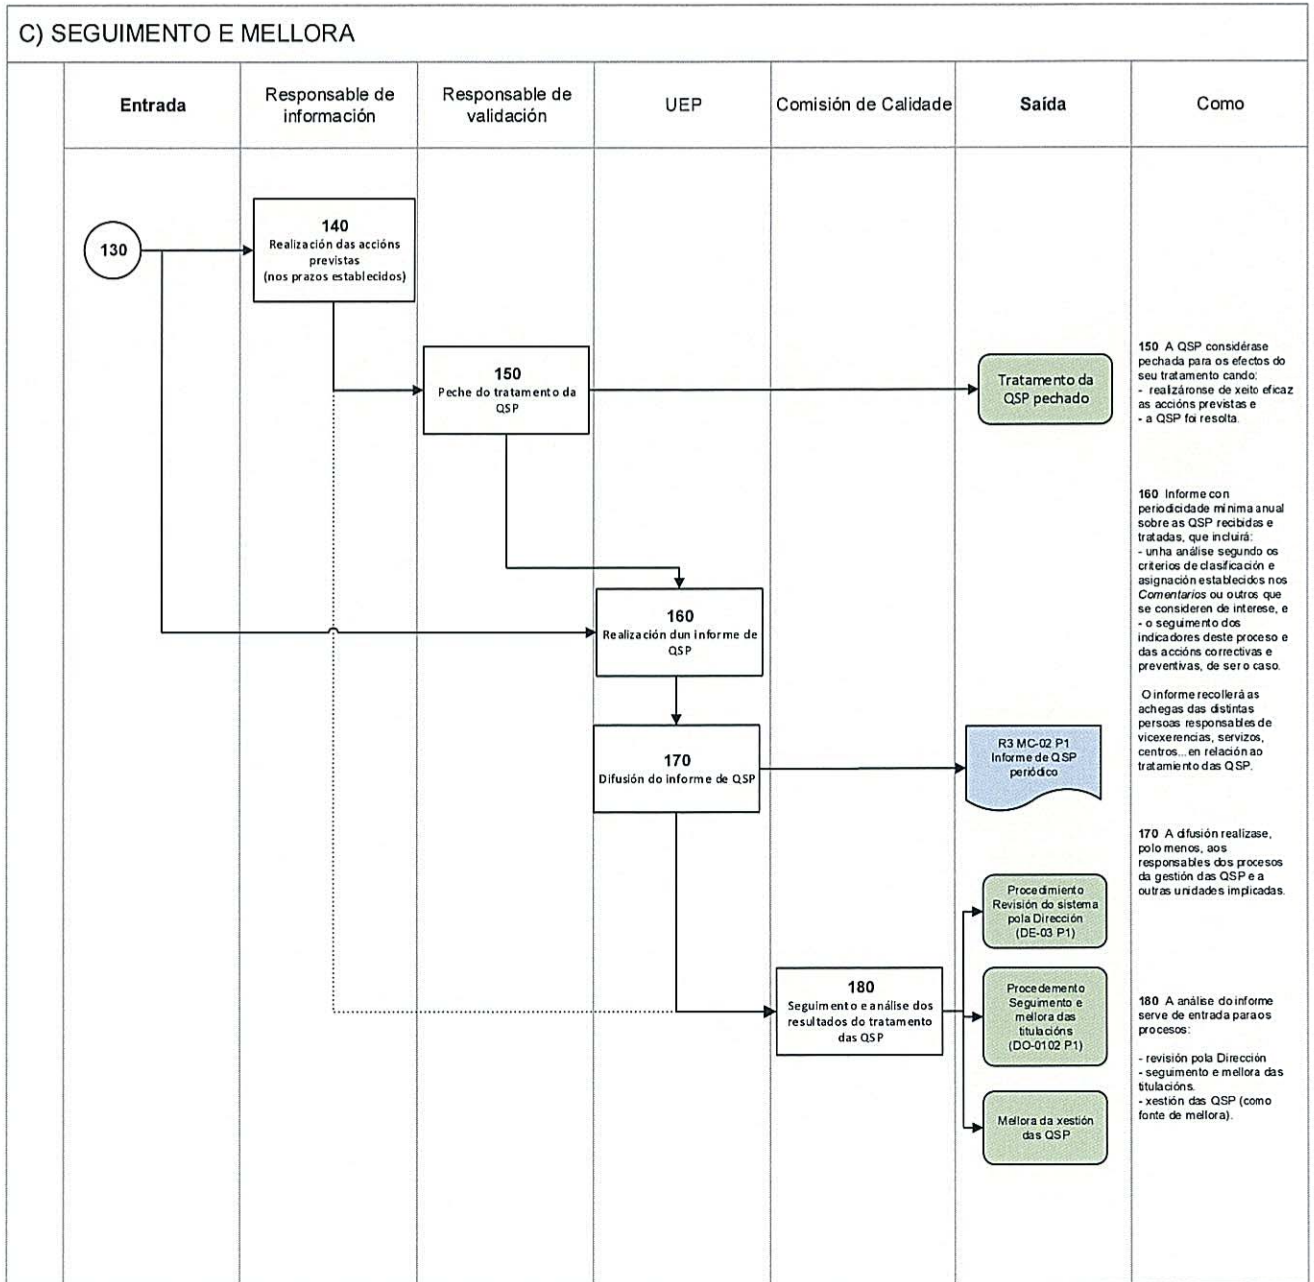 C) SEGUIMENTO E MELLORA
Entrada
Responsable de
información
Responsable de
validación
UEP
Comisión de Calidade
Saída
Como
130
140
Realización das accións
previstas
(nos prazos establecidos)
150
Peche do tratamento da
QSP
Tratamento da
QSP pechado
150 A QSP considérase
pechada para os efectos do
seu tratamento cando:
- realizáronse de xeito eficaz
as accións previstas e
- a QSP foi resolta.
160
Realización dun informe de
QSP
160 Informe con
periodicidade mínima anual
sobre as QSP recibidas e
tratadas, que incluirá:
- unha análise segundo os
criterios de clasificación e
asignación establecidos nos
Comentarios ou outros que
se consideren de interese, e
- o seguimento dos
indicadores deste proceso e
das accións correctivas e
preventivas, de ser o caso.
O informe recollerá as
achegas das distintas
persoas responsables de
vicexerencias, servizos,
centros...en relación ao
tratamiento das QSP.
170
Difusión do informe de QSP
R3 MC-02 P1
Informe de QSP
periódico
170 A difusión realízase,
polo menos, aos
responsables dos procesos
da gestión das QSP e a
outras unidades implicadas.
180
Seguimento e análise dos
resultados do tratamento
das QSP
Procedimiento
Revisión do sistema
pola Dirección
(DE-03 P1)
Procedemento
Seguimento e
mellora das
titulacións
(DO-0102 P1)
Mellora da xestión
das QSP
180 A análise do informe
serve de entrada para os
procesos:
- revisión pola Dirección
- seguimento e mellora das
titulacións.
- xestión das QSP (como
fonte de mellora).